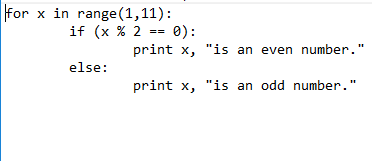 for x in range(1,11):
        if (x % 2 == 0):
                print x, "is an even number."
        else:
                print x, "is an odd number."